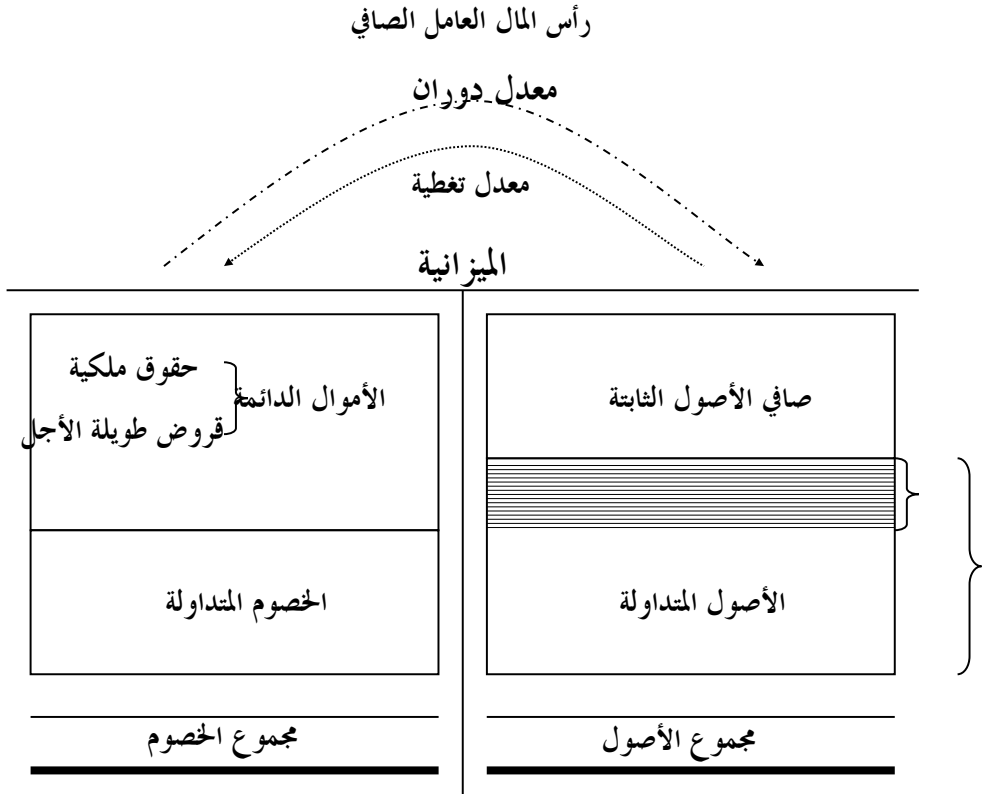 رأس المال العامل الصافي
معدل دوران
معدل تغطية
الميزانية
صافي الأصول الثابتة
الأصول المتداولة
مجموع الأصول
الأموال الدائمة
حقوق ملكية
قروض طويلة الأجل
الخصوم المتداولة
مجموع الخصوم